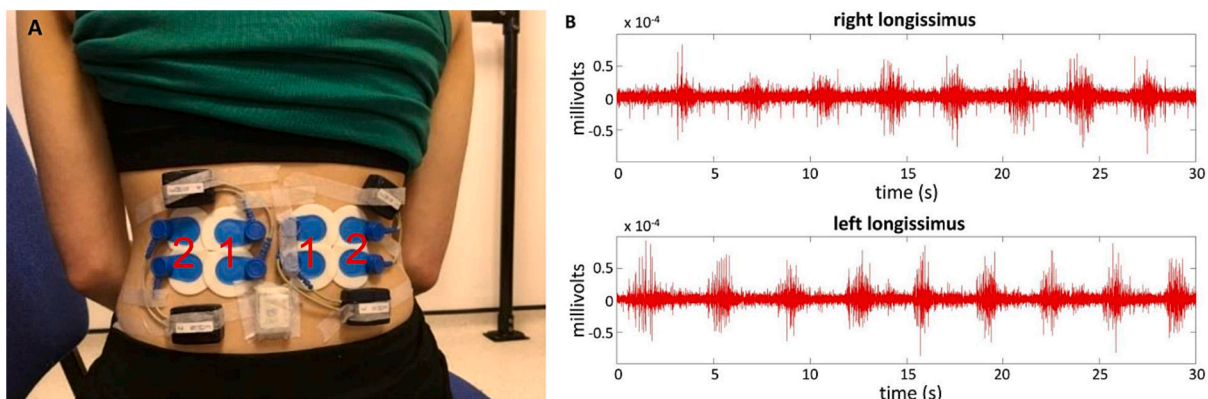 A
2 1 1 2
B
right longissimus
x 10⁻⁴
millivolts
0.5
0
-0.5
0 5 10 15 20 25 30
time (s)
left longissimus
x 10⁻⁴
millivolts
0.5
0
-0.5
0 5 10 15 20 25 30
time (s)